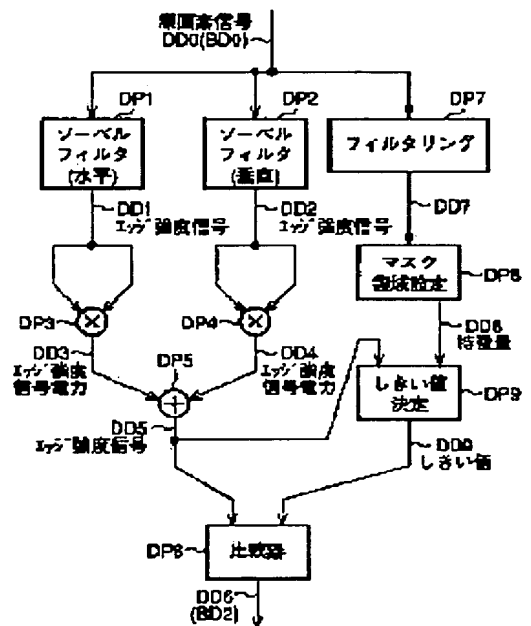 画素信号
DD0(BD0)
DP1
DP2
DP7
ソーベル
フィルタ
(水平)
ソーベル
フィルタ
(垂直)
フィルタリング
DD1
エッジ強度信号
DD2
エッジ強度信号
DD7
マスク
領域設定
DP8
DP3
DP4
DD8
特徴量
DD3
エッジ強度
信号電力
DP5
DD4
エッジ強度
信号電力
しきい値
決定
DP9
DD5
エッジ強度信号
DD9
しきい値
DP6
比較器
DD6
(BD2)